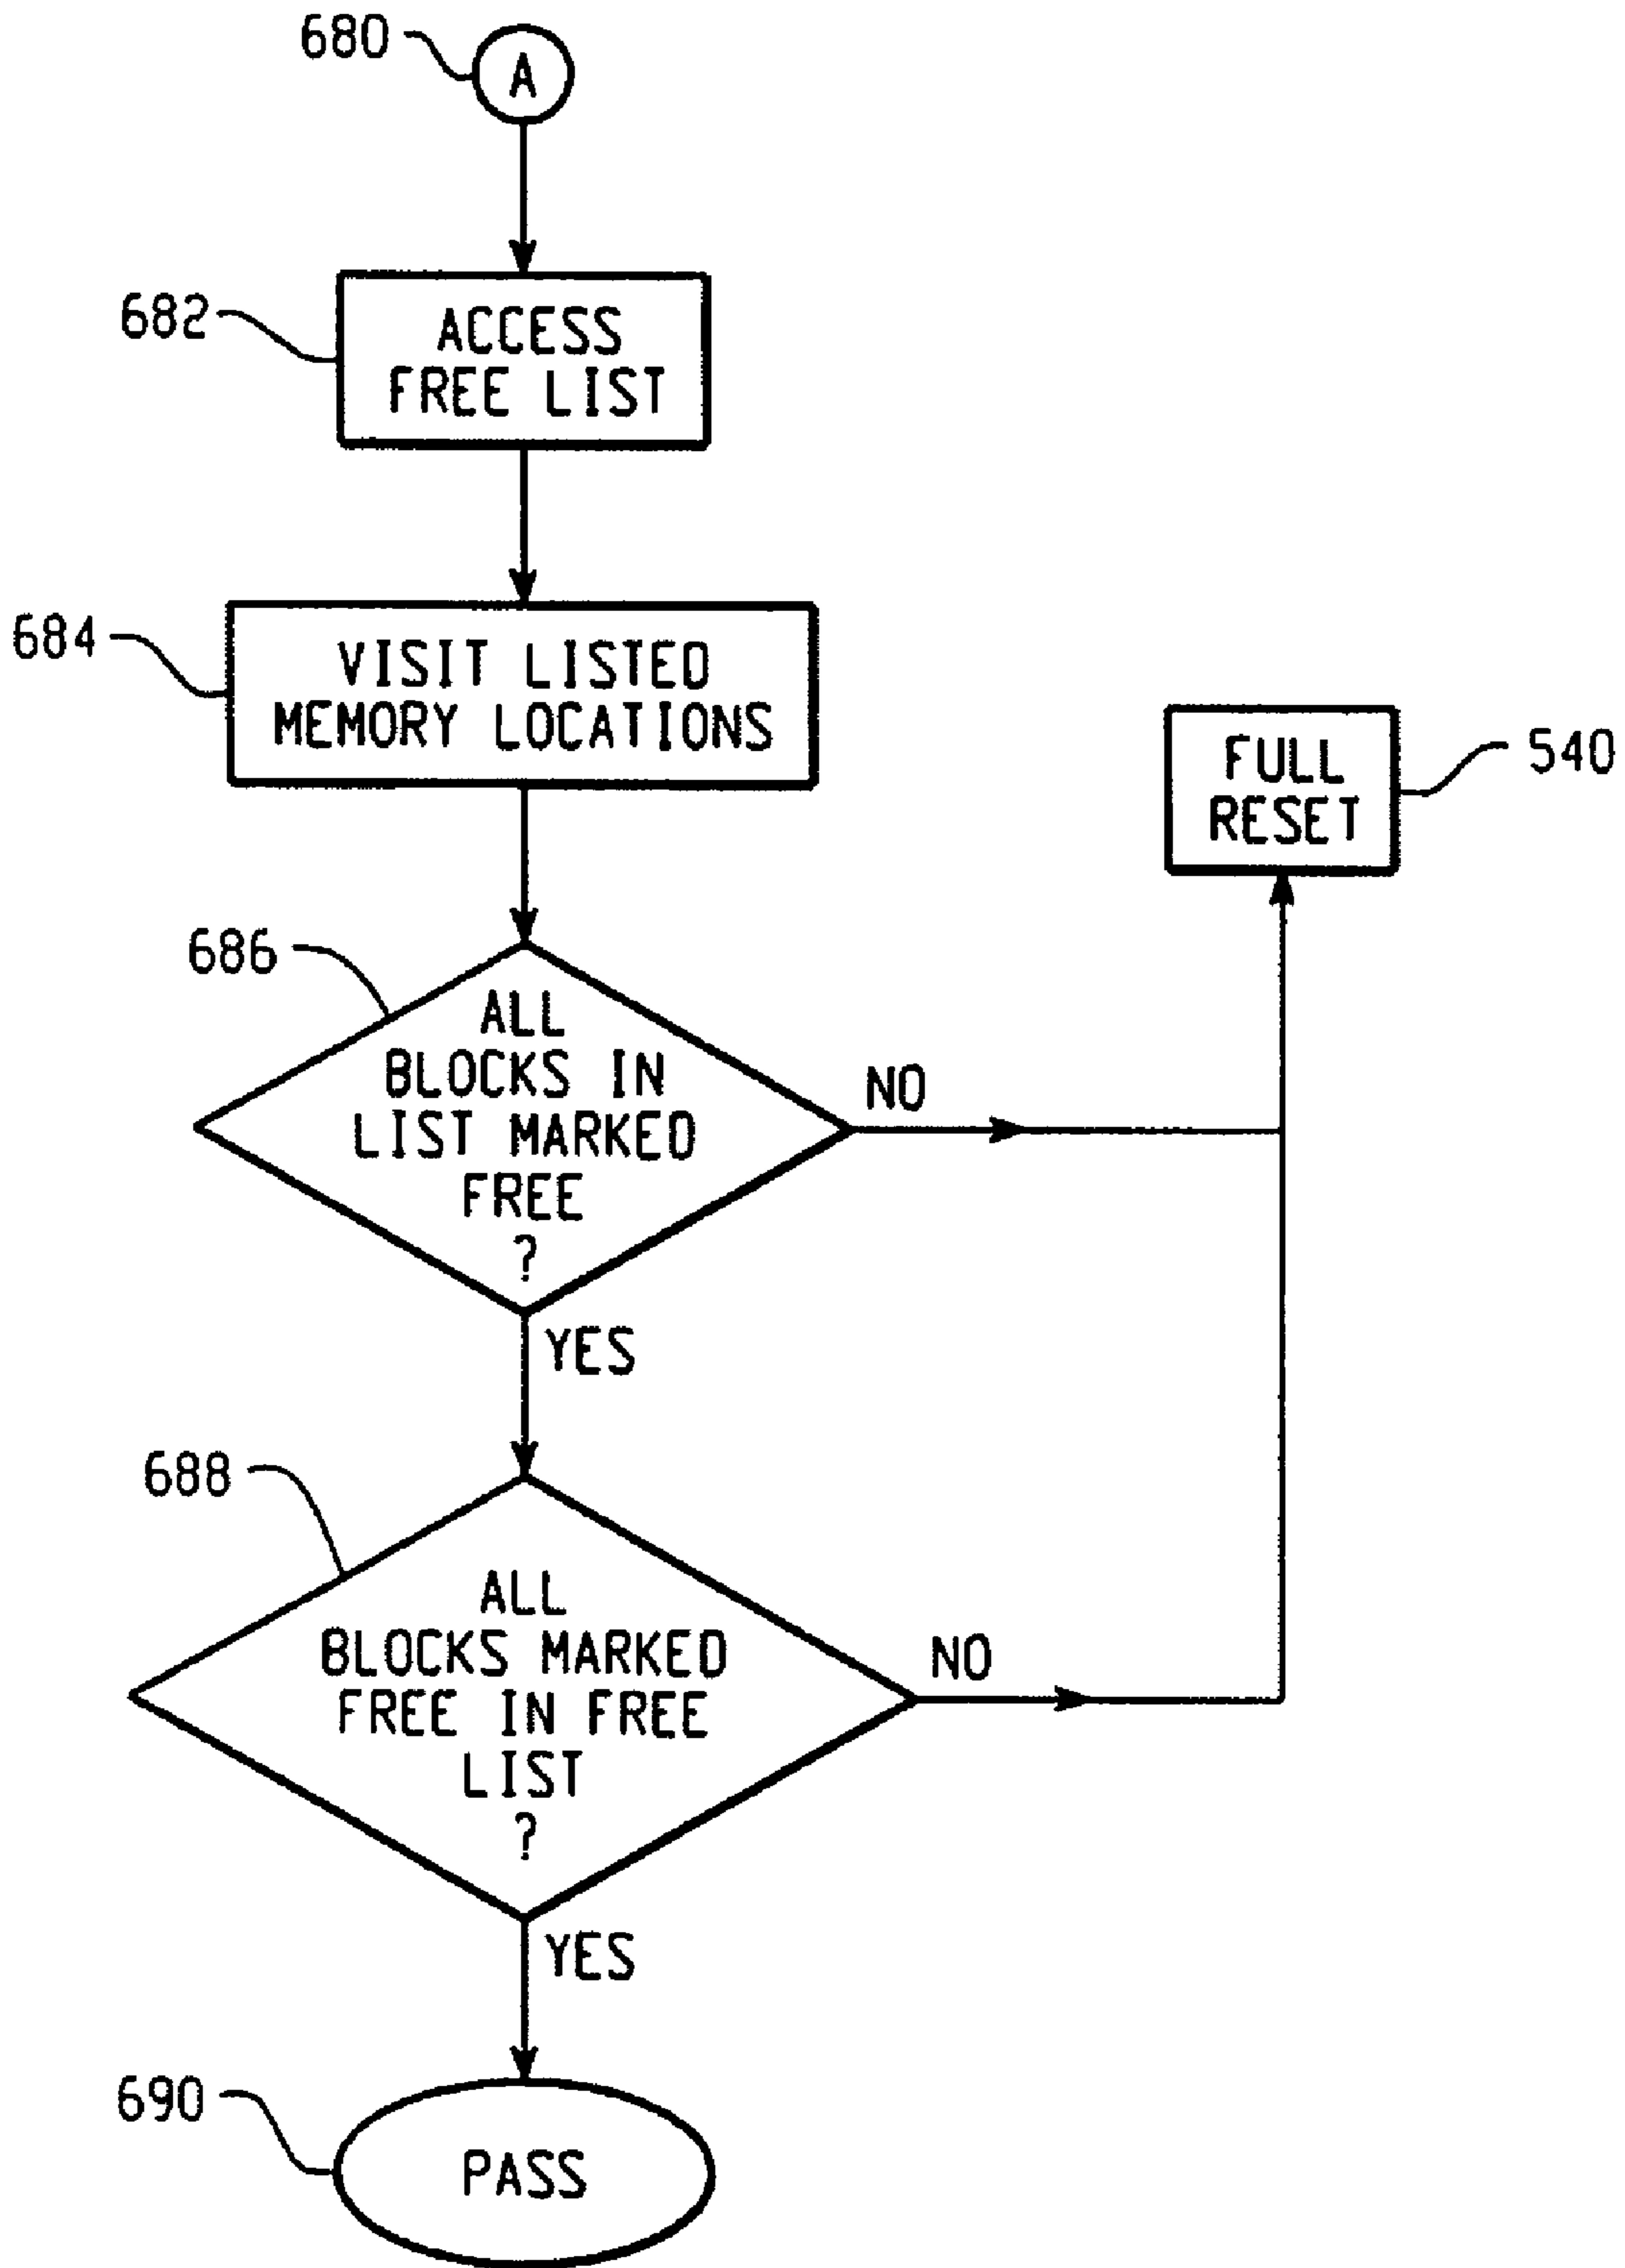 680
A
682
ACCESS
FREE LIST
684
VISIT LISTED
MEMORY LOCATIONS
FULL
RESET
540
686
ALL
BLOCKS IN
LIST MARKED
FREE
?
NO
YES
688
ALL
BLOCKS MARKED
FREE IN FREE
LIST
?
NO
YES
690
PASS